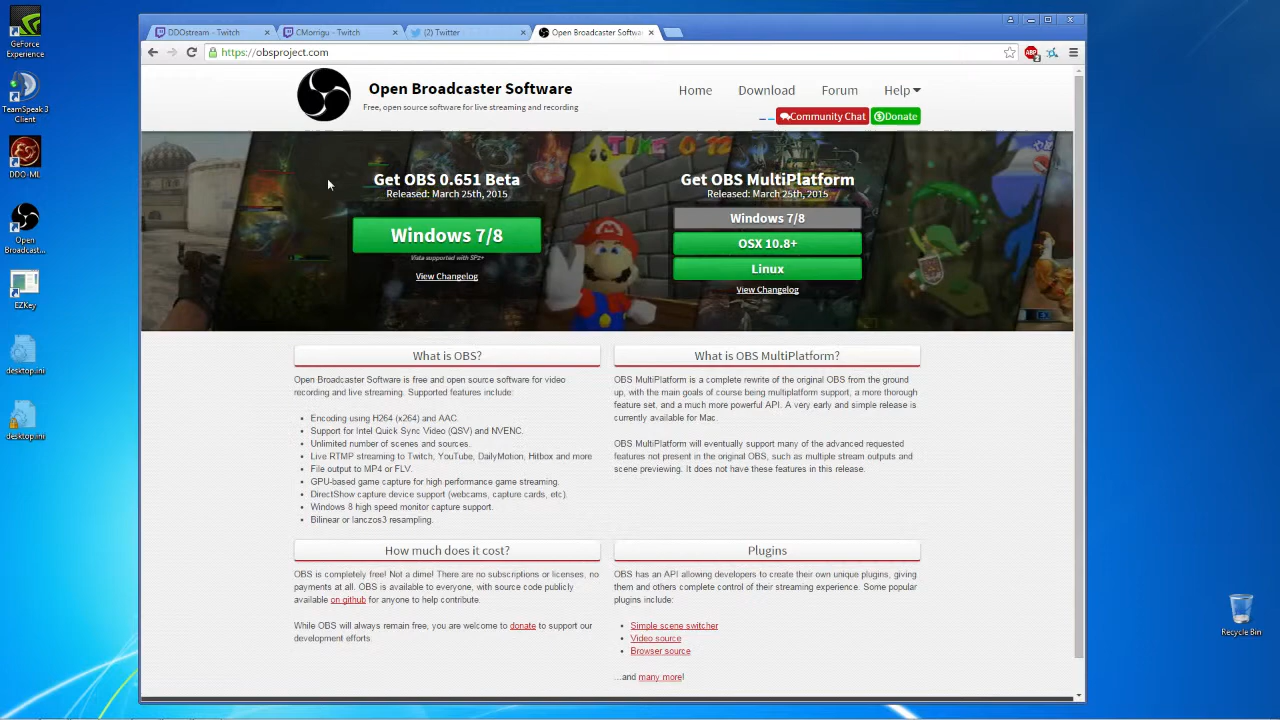 GeForce
Experience
TeamSpeak 3
Client
DDO-ML
Open
Broadcast...
EZKey
desktop.ini
desktop.ini
Recycle Bin
DDOstream - Twitch
CMorrigu - Twitch
(2) Twitter
Open Broadcaster Softwa
https://obsproject.com
ABP
2
Open Broadcaster Software
Free, open source software for live streaming and recording
Home Download Forum Help
Community Chat Donate
TIME
Get OBS 0.651 Beta
Released: March 25th, 2015
Windows 7/8
Vista supported with SP2+
View Changelog
Get OBS MultiPlatform
Released: March 25th, 2015
Windows 7/8
OSX 10.8+
Linux
View Changelog
What is OBS?
Open Broadcaster Software is free and open source software for video
recording and live streaming. Supported features include:
• Encoding using H264 (x264) and AAC.
• Support for Intel Quick Sync Video (QSV) and NVENC.
• Unlimited number of scenes and sources.
• Live RTMP streaming to Twitch, YouTube, DailyMotion, Hitbox and more
• File output to MP4 or FLV.
• GPU-based game capture for high performance game streaming.
• DirectShow capture device support (webcams, capture cards, etc).
• Windows 8 high speed monitor capture support.
• Bilinear or lanczos3 resampling.
What is OBS MultiPlatform?
OBS MultiPlatform is a complete rewrite of the original OBS from the ground
up, with the main goals of course being multiplatform support, a more thorough
feature set, and a much more powerful API. A very early and simple release is
currently available for Mac.
OBS MultiPlatform will eventually support many of the advanced requested
features not present in the original OBS, such as multiple stream outputs and
scene previewing. It does not have these features in this release.
How much does it cost?
OBS is completely free! Not a dime! There are no subscriptions or licenses, no
payments at all. OBS is available to everyone, with source code publicly
available on github for anyone to help contribute.
While OBS will always remain free, you are welcome to donate to support our
development efforts.
Plugins
OBS has an API allowing developers to create their own unique plugins, giving
them and others complete control of their streaming experience. Some popular
plugins include:
• Simple scene switcher
• Video source
• Browser source
...and many more!